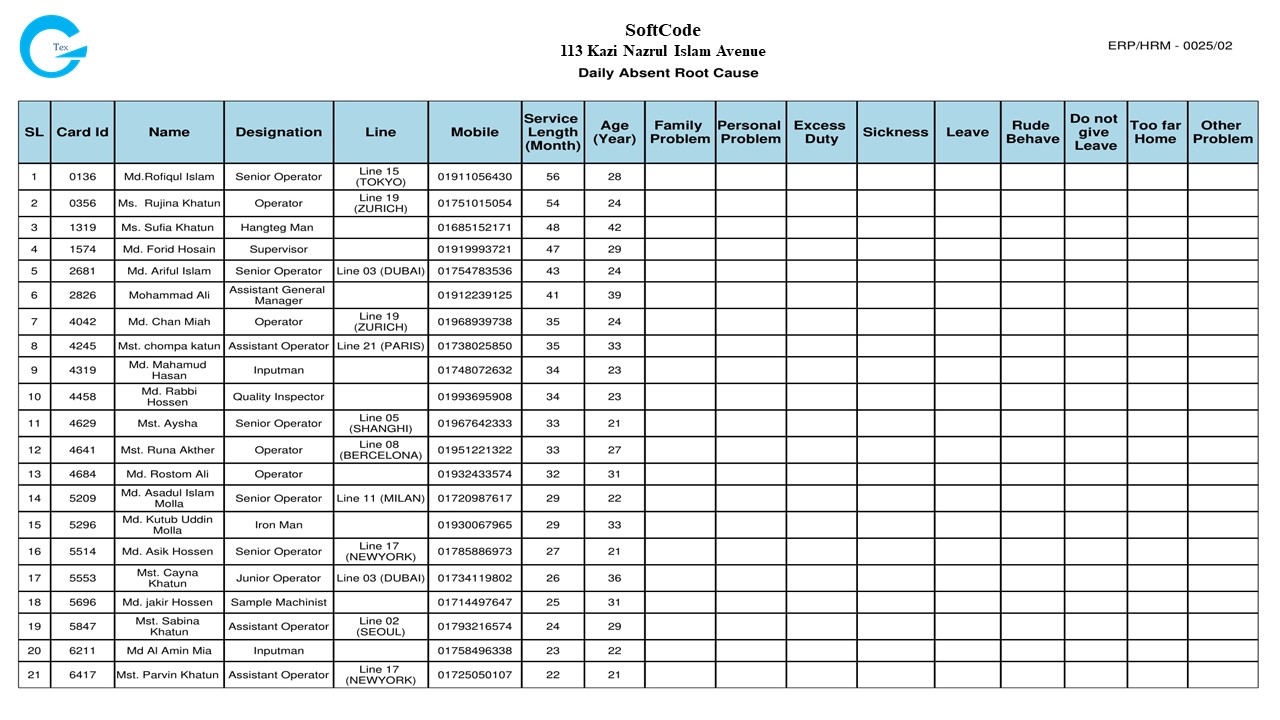 Tex
SoftCode
113 Kazi Nazrul Islam Avenue
Daily Absent Root Cause
ERP/HRM - 0025/02
SL Card Id Name Designation Line Mobile Service Length (Month) Age (Year) Family Problem Personal Problem Excess Duty Sickness Leave Rude Behave Do not give Leave Too far Home Other Problem
1 0136 Md.Rofiqul Islam Senior Operator Line 15 (TOKYO) 01911056430 56 28
2 0356 Ms. Rujina Khatun Operator Line 19 (ZURICH) 01751015054 54 24
3 1319 Ms. Sufia Khatun Hangteg Man 01685152171 48 42
4 1574 Md. Forid Hosain Supervisor 01919993721 47 29
5 2681 Md. Ariful Islam Senior Operator Line 03 (DUBAI) 01754783536 43 24
6 2826 Mohammad Ali Assistant General Manager 01912239125 41 39
7 4042 Md. Chan Miah Operator Line 19 (ZURICH) 01968939738 35 24
8 4245 Mst. chompa katun Assistant Operator Line 21 (PARIS) 01738025850 35 33
9 4319 Md. Mahamud Hasan Inputman 01748072632 34 23
10 4458 Md. Rabbi Hossen Quality Inspector 01993695908 34 23
11 4629 Mst. Aysha Senior Operator Line 05 (SHANGHI) 01967642333 33 21
12 4641 Mst. Runa Akther Operator Line 08 (BERCELONA) 01951221322 33 27
13 4684 Md. Rostom Ali Operator 01932433574 32 31
14 5209 Md. Asadul Islam Molla Senior Operator Line 11 (MILAN) 01720987617 29 22
15 5296 Md. Kutub Uddin Molla Iron Man 01930067965 29 33
16 5514 Md. Asik Hossen Senior Operator Line 17 (NEWYORK) 01785886973 27 21
17 5553 Mst. Cayna Khatun Junior Operator Line 03 (DUBAI) 01734119802 26 36
18 5696 Md. jakir Hossen Sample Machinist 01714497647 25 31
19 5847 Mst. Sabina Khatun Assistant Operator Line 02 (SEOUL) 01793216574 24 29
20 6211 Md Al Amin Mia Inputman 01758496338 23 22
21 6417 Mst. Parvin Khatun Assistant Operator Line 17 (NEWYORK) 01725050107 22 21